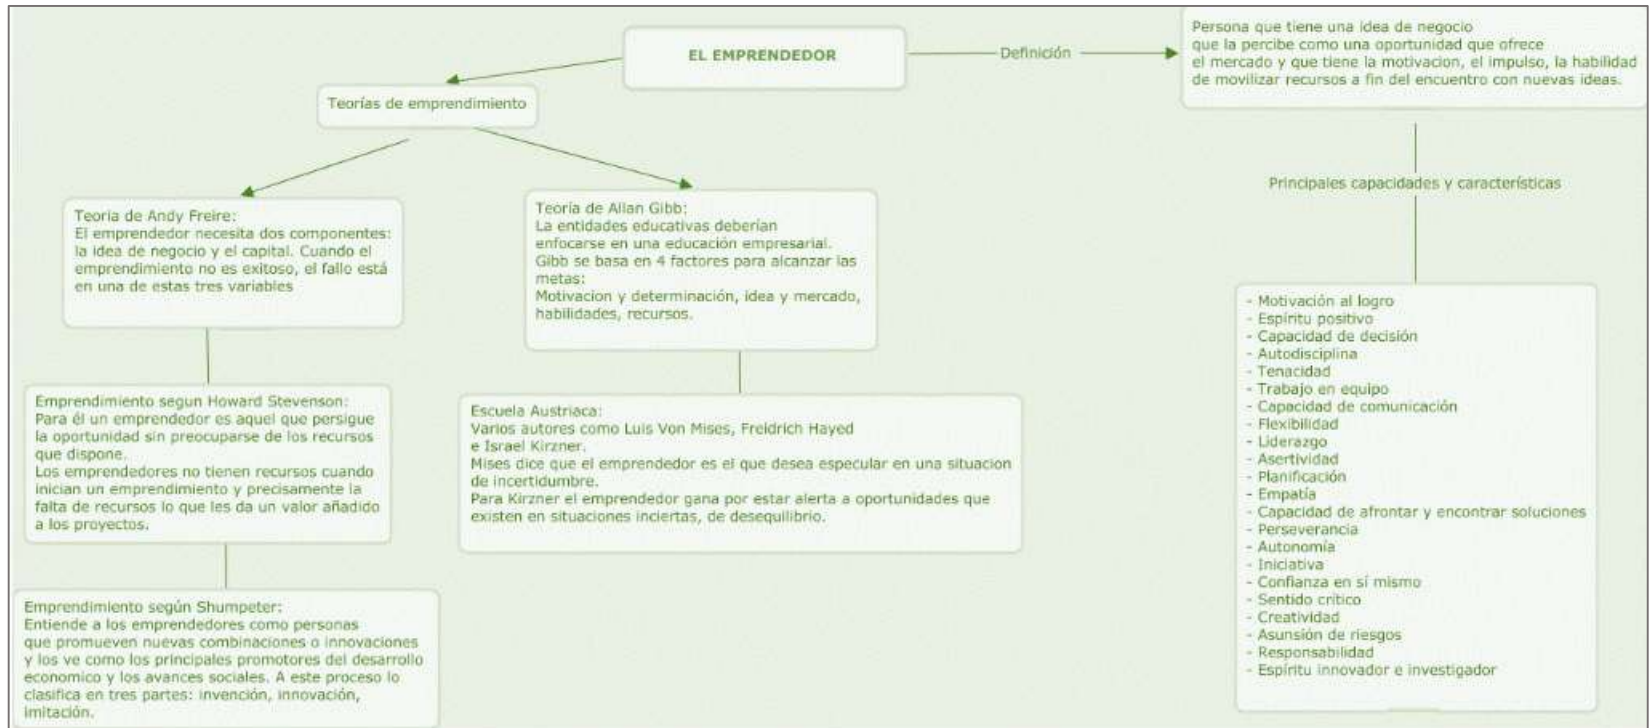 EL EMPRENDEDOR
Definición
Persona que tiene una idea de negocio
que la percibe como una oportunidad que ofrece
el mercado y que tiene la motivacion, el impulso, la habilidad
de movilizar recursos a fin del encuentro con nuevas ideas.
Teorías de emprendimiento
Teoria de Andy Freire:
El emprendedor necesita dos componentes:
la idea de negocio y el capital. Cuando el
emprendimiento no es exitoso, el fallo está
en una de estas tres variables
Teoría de Allan Gibb:
La entidades educativas deberían
enfocarse en una educación empresarial.
Gibb se basa en 4 factores para alcanzar las
metas:
Motivacion y determinación, idea y mercado,
habilidades, recursos.
Emprendimiento segun Howard Stevenson:
Para él un emprendedor es aquel que persigue
la oportunidad sin preocuparse de los recursos
que dispone.
Los emprendedores no tienen recursos cuando
inician un emprendimiento y precisamente la
falta de recursos lo que les da un valor añadido
a los proyectos.
Escuela Austriaca:
Varios autores como Luis Von Mises, Freidrich Hayed
e Israel Kirzner.
Mises dice que el emprendedor es el que desea especular en una situacion
de incertidumbre.
Para Kirzner el emprendedor gana por estar alerta a oportunidades que
existen en situaciones inciertas, de desequilibrio.
Emprendimiento según Shumpeter:
Entiende a los emprendedores como personas
que promueven nuevas combinaciones o innovaciones
y los ve como los principales promotores del desarrollo
economico y los avances sociales. A este proceso lo
clasifica en tres partes: invención, innovación,
imitación.
Principales capacidades y características
- Motivación al logro
- Espíritu positivo
- Capacidad de decisión
- Autodisciplina
- Tenacidad
- Trabajo en equipo
- Capacidad de comunicación
- Flexibilidad
- Liderazgo
- Asertividad
- Planificación
- Empatía
- Capacidad de afrontar y encontrar soluciones
- Perseverancia
- Autonomía
- Iniciativa
- Confianza en sí mismo
- Sentido crítico
- Creatividad
- Asunsión de riesgos
- Responsabilidad
- Espíritu innovador e investigador